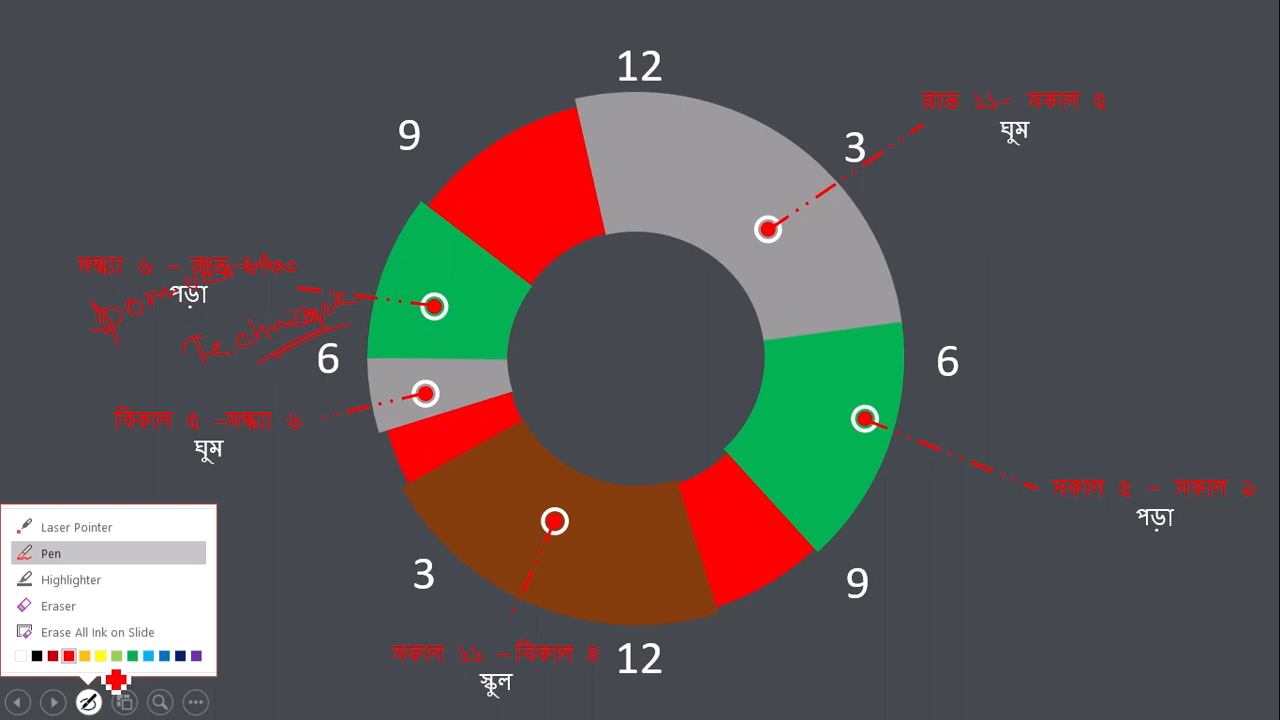 12
রাত ১১- সকাল ৫
ঘুম
9
3
সন্ধ্যা ৬ - রাত
পড়া
Technique
6
6
বিকাল ৫ -সন্ধ্যা ৬
ঘুম
সকাল ৫ - সকাল ৯
পড়া
Laser Pointer
Pen
Highlighter
Eraser
Erase All Ink on Slide
3
9
সকাল ১১ -বিকাল ৪
স্কুল
12